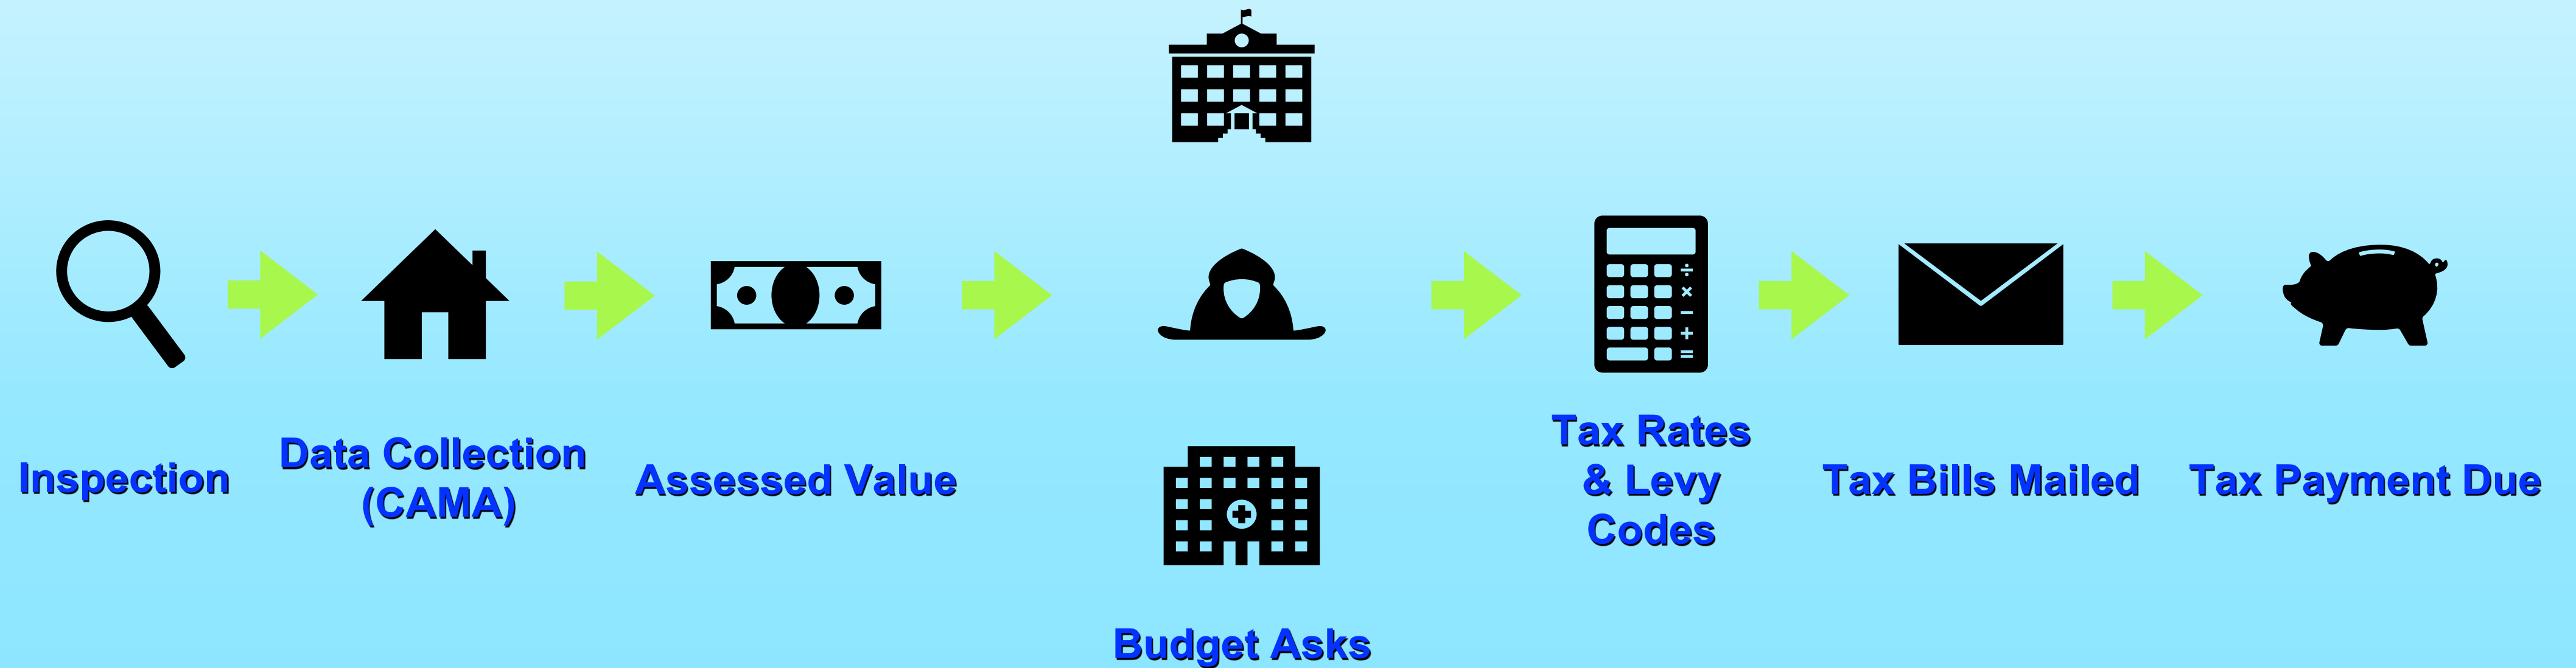 Inspection
Data Collection
(CAMA)
Assessed Value
Budget Asks
Tax Rates
& Levy
Codes
Tax Bills Mailed
Tax Payment Due